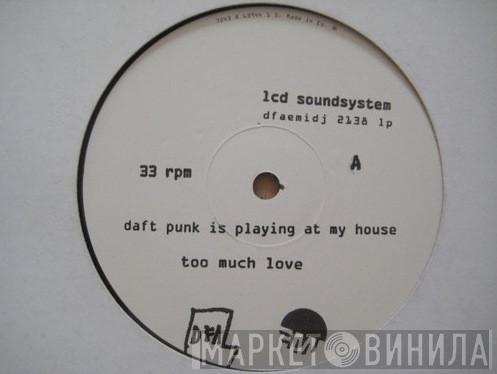 lcd soundsystem
dfaemidj 2138 lp
A
33 rpm
daft punk is playing at my house
too much love
DFA
МАРКЕТ ВИНИЛА